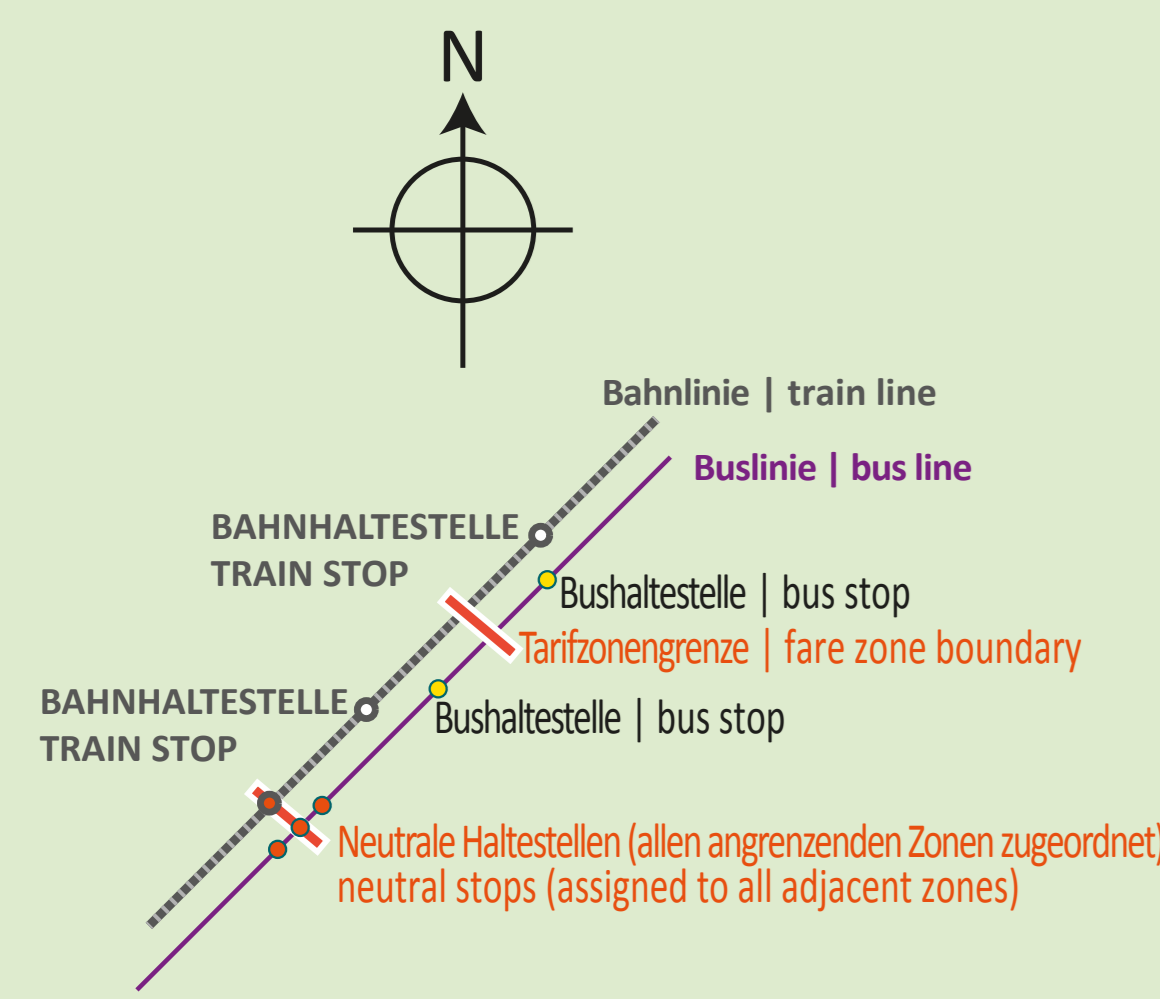 N
Bahnlinie | train line
Buslinie | bus line
BAHNHALTESTELLE
TRAIN STOP
Bushaltestelle | bus stop
Tarifzonengrenze | fare zone boundary
BAHNHALTESTELLE
TRAIN STOP
Bushaltestelle | bus stop
Neutrale Haltestellen (allen angrenzenden Zonen zugeordnet)
neutral stops (assigned to all adjacent zones)